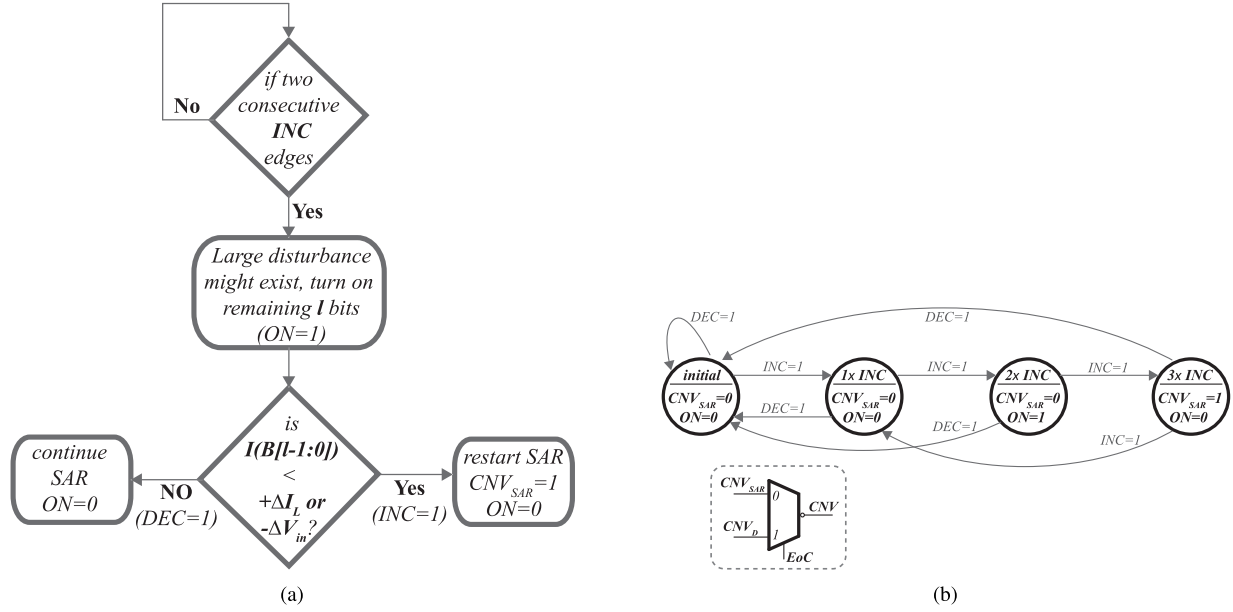 No
if two
consecutive
INC
edges
Yes
Large disturbance
might exist, turn on
remaining l bits
(ON=1)
is
I(B[l-1:0])
<
+ΔI_L or
-ΔV_in?
continue
SAR
ON=0
NO
(DEC=1)
Yes
(INC=1)
restart SAR
CNV_SAR=1
ON=0
(a)
DEC=1
DEC=1
initial
CNV_SAR=0
ON=0
INC=1
1x INC
CNV_SAR=0
ON=0
INC=1
2x INC
CNV_SAR=0
ON=1
INC=1
3x INC
CNV_SAR=1
ON=0
DEC=1
DEC=1
INC=1
CNV_SAR
0
CNV_D
1
CNV
EoC
(b)